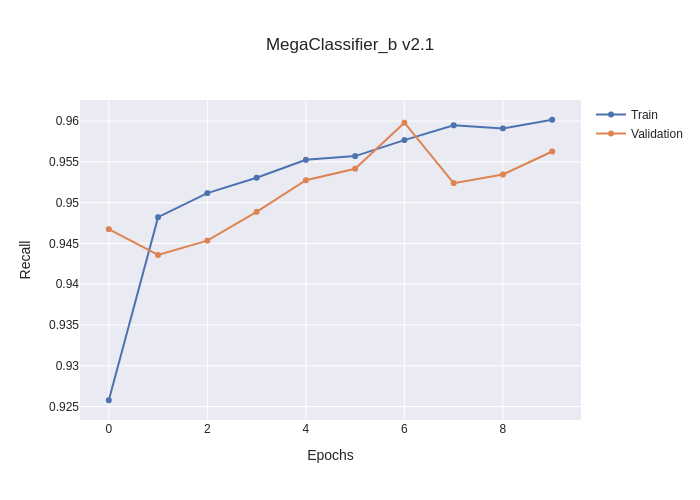 MegaClassifier_b v2.1
Train
Validation
0.96
0.955
0.95
0.945
0.94
0.935
0.93
0.925
Recall
0 2 4 6 8
Epochs